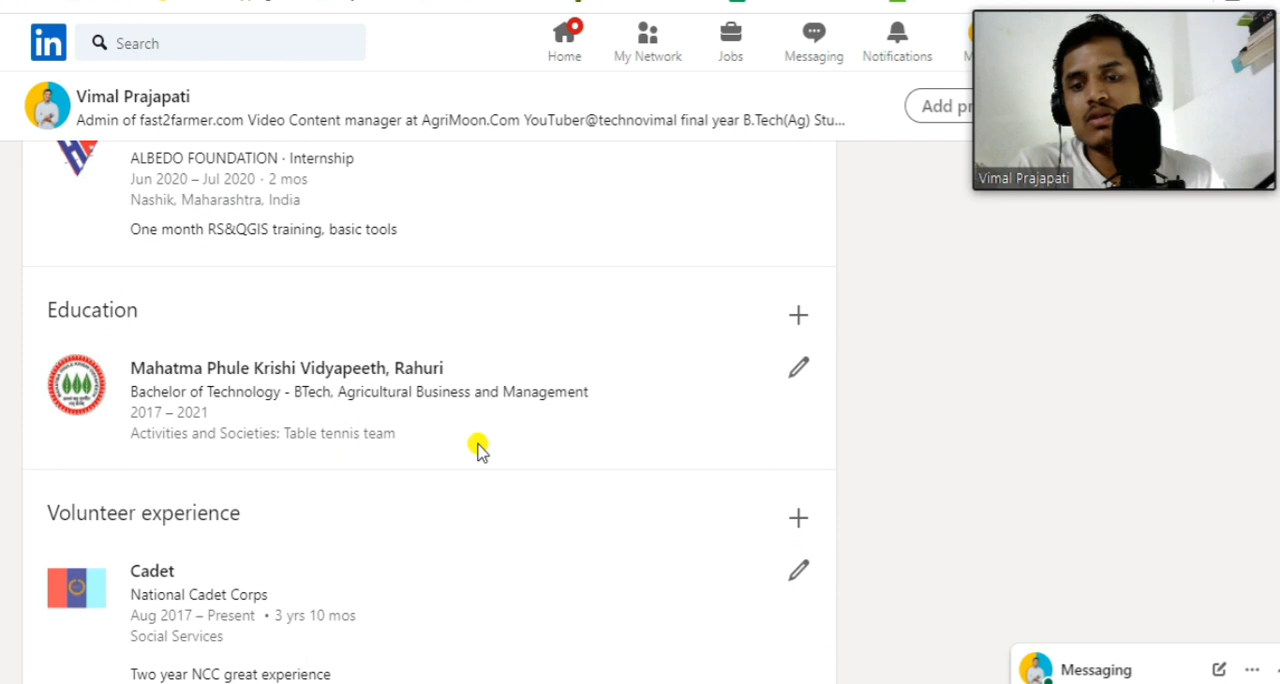 in
Search
Home
My Network
Jobs
Messaging
Notifications
Vimal Prajapati
Admin of fast2farmer.com Video Content manager at AgriMoon.Com YouTuber@technovimal final year B.Tech(Ag) Stu...
Add pr
Vimal Prajapati
ALBEDO FOUNDATION · Internship
Jun 2020 – Jul 2020 · 2 mos
Nashik, Maharashtra, India
One month RS&QGIS training, basic tools
Education
Mahatma Phule Krishi Vidyapeeth, Rahuri
Bachelor of Technology - BTech, Agricultural Business and Management
2017 – 2021
Activities and Societies: Table tennis team
Volunteer experience
Cadet
National Cadet Corps
Aug 2017 – Present • 3 yrs 10 mos
Social Services
Two year NCC great experience
Messaging